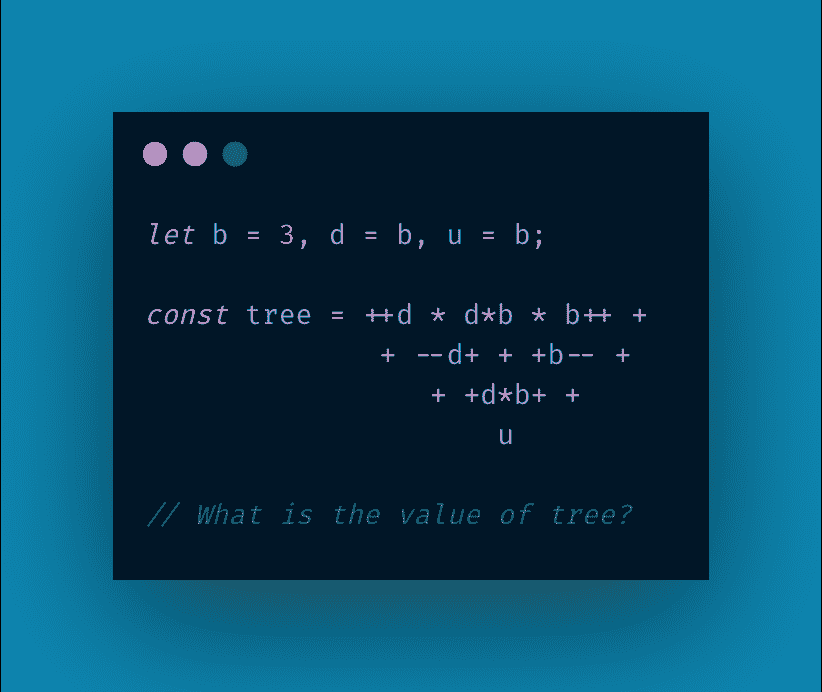 let b = 3, d = b, u = b;
const tree = ++d * d*b * b++ +
+ --d+ + +b-- +
+ +d*b+ +
u
// What is the value of tree?